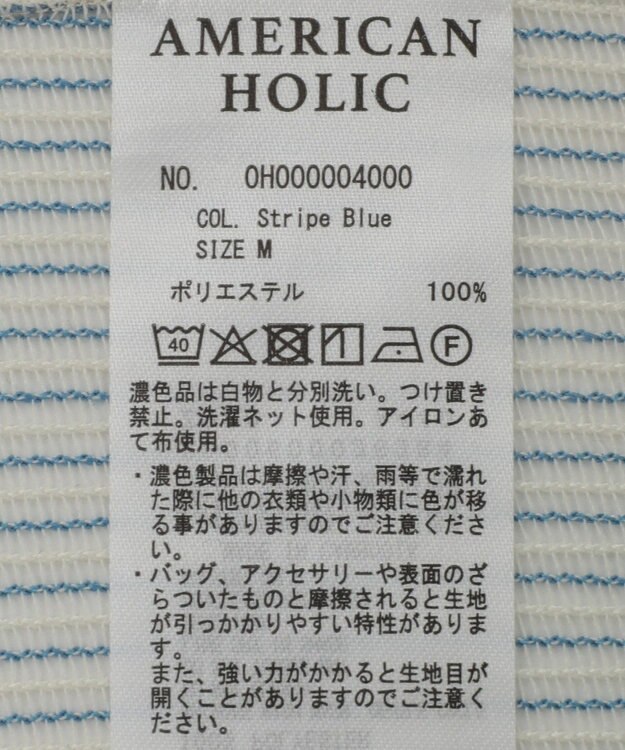 AMERICAN
HOLIC
NO. 0H000004000
COL. Stripe Blue
SIZE M
ポリエステル 100%
40 F
濃色品は白物と分別洗い。つけ置き
禁止。洗濯ネット使用。アイロンあ
て布使用。
・濃色製品は摩擦や汗、雨等で濡れ
た際に他の衣類や小物類に色が移
る事がありますのでご注意くださ
い。
・バッグ、アクセサリーや表面のざ
らついたものと摩擦されると生地
が引っかかりやすい特性がありま
す。
また、強い力がかかると生地目が
開くことがありますのでご注意く
ださい。